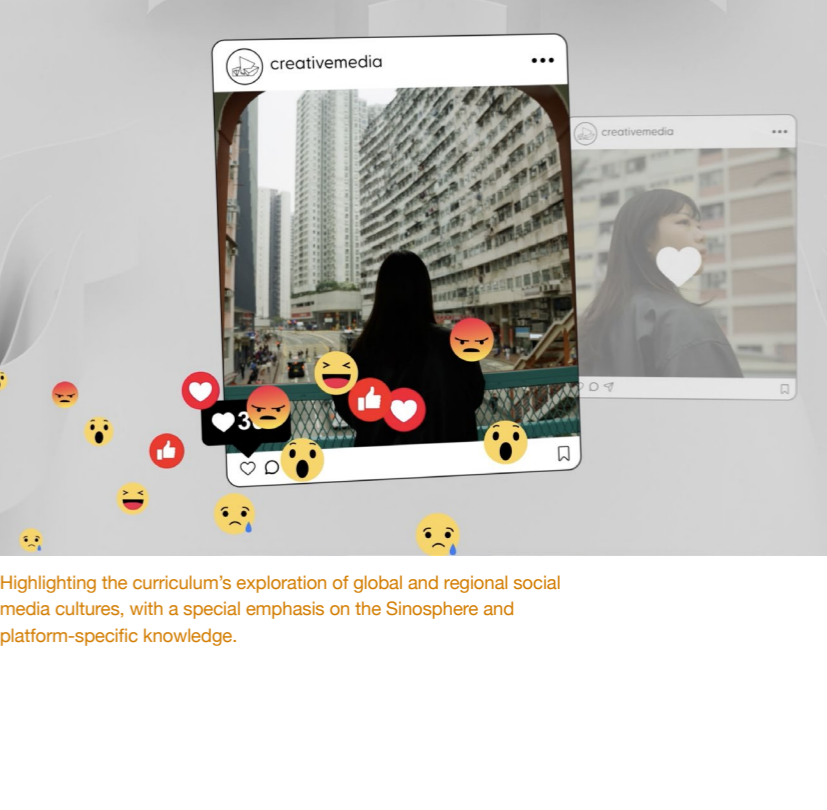 creativemedia
creativemedia
Highlighting the curriculum's exploration of global and regional social
media cultures, with a special emphasis on the Sinosphere and
platform-specific knowledge.